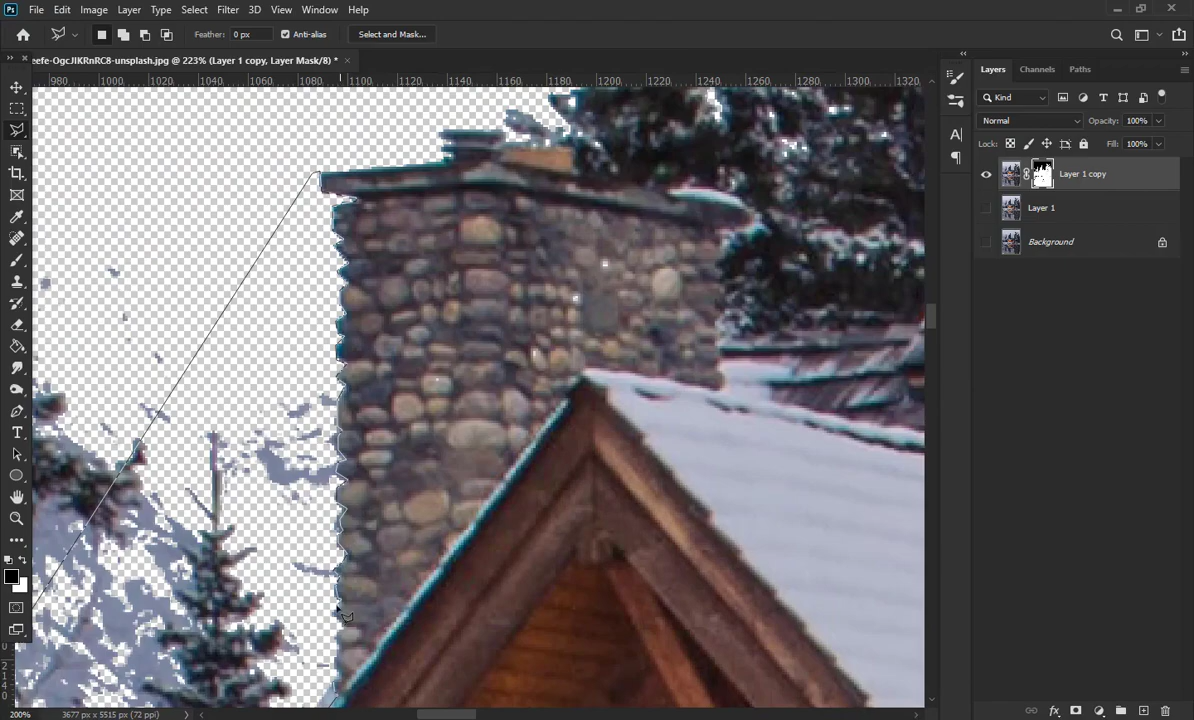 Ps File Edit Image Layer Type Select Filter 3D View Window Help
Feather: 0 px Anti-alias Select and Mask...
eefe-OgcJIKRnRC8-unsplash.jpg @ 223% (Layer 1 copy, Layer Mask/8) *
980 1000 1020 1040 1060 1080 1100 1120 1140 1160 1180 1200 1220 1240 1260 1280 1300 1320
Layers Channels Paths
Kind
Normal Opacity: 100%
Lock: Fill: 100%
Layer 1 copy
Layer 1
Background
200% 3677 px x 5515 px (72 ppi)